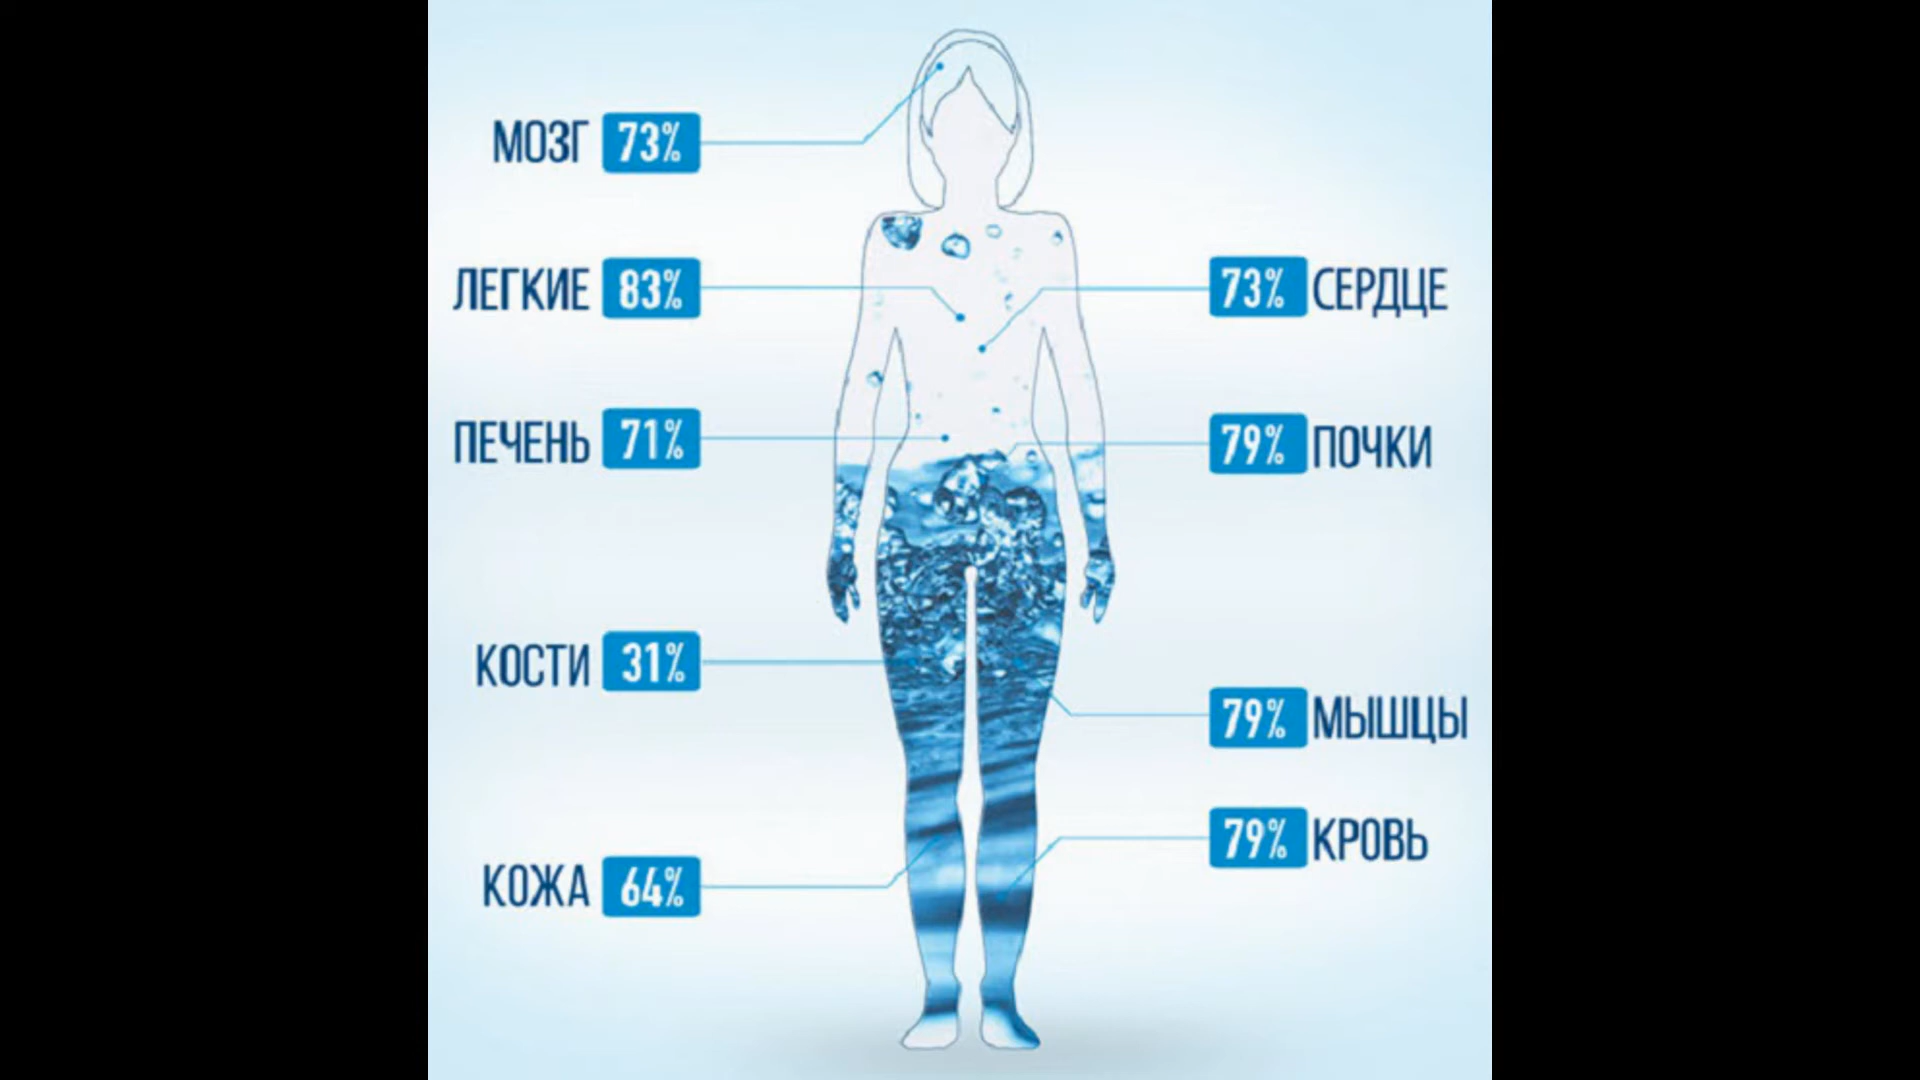 МОЗГ 73%
ЛЕГКИЕ 83%
73% СЕРДЦЕ
ПЕЧЕНЬ 71%
79% ПОЧКИ
КОСТИ 31%
79% МЫШЦЫ
79% КРОВЬ
КОЖА 64%